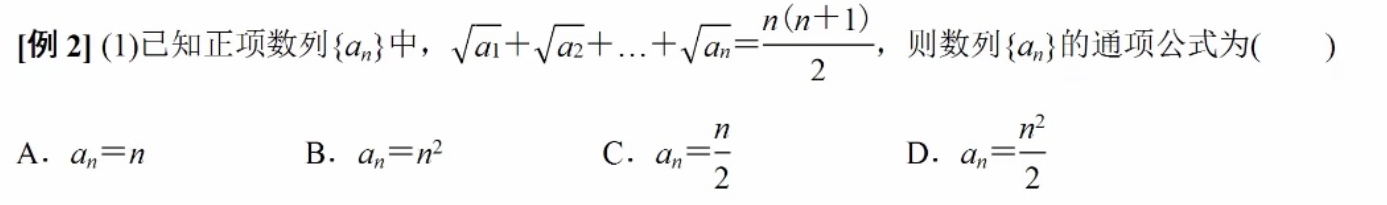 [例 2] (1)已知正项数列{aₙ}中，√a₁+√a₂+…+√aₙ=n(n+1)/2，则数列{aₙ}的通项公式为(　　)
A．aₙ=n　B．aₙ=n²　C．aₙ=n/2　D．aₙ=n²/2